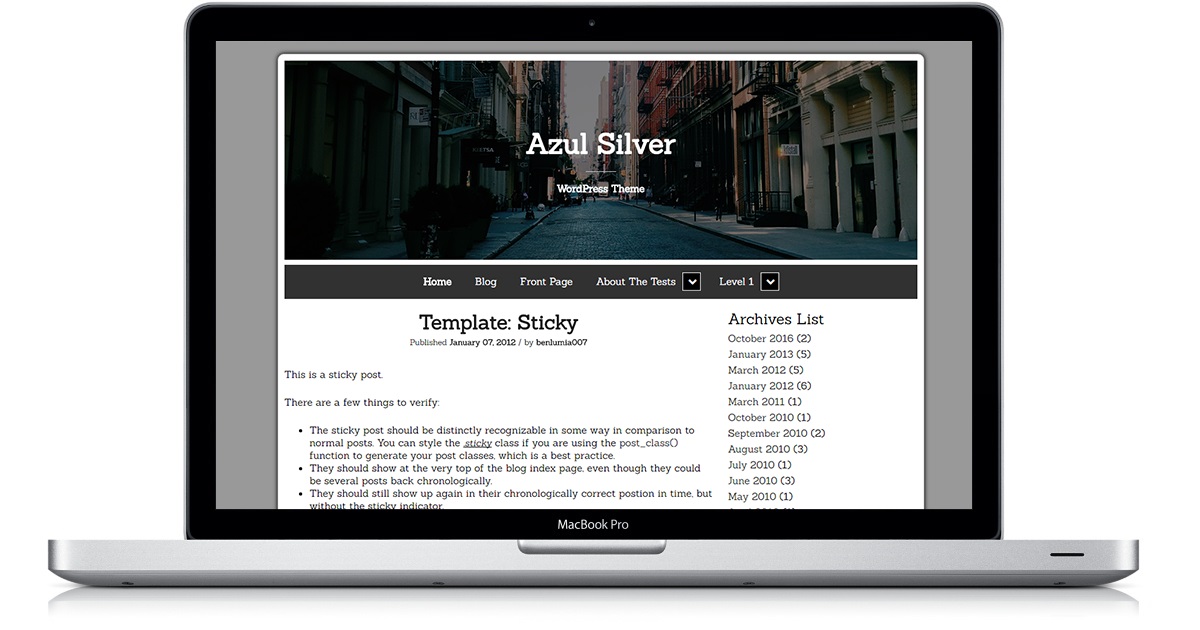 Azul Silver
WordPress Theme
Home Blog Front Page About The Tests Level 1
Template: Sticky
Published January 07, 2012 / by benlumia007
This is a sticky post.
There are a few things to verify:
The sticky post should be distinctly recognizable in some way in comparison to
normal posts. You can style the .sticky class if you are using the post_class()
function to generate your post classes, which is a best practice.
They should show at the very top of the blog index page, even though they could
be several posts back chronologically.
They should still show up again in their chronologically correct postion in time, but
without the sticky indicator.
Archives List
October 2016 (2)
January 2013 (5)
March 2012 (5)
January 2012 (6)
March 2011 (1)
October 2010 (1)
September 2010 (2)
August 2010 (3)
July 2010 (1)
June 2010 (3)
May 2010 (1)
MacBook Pro